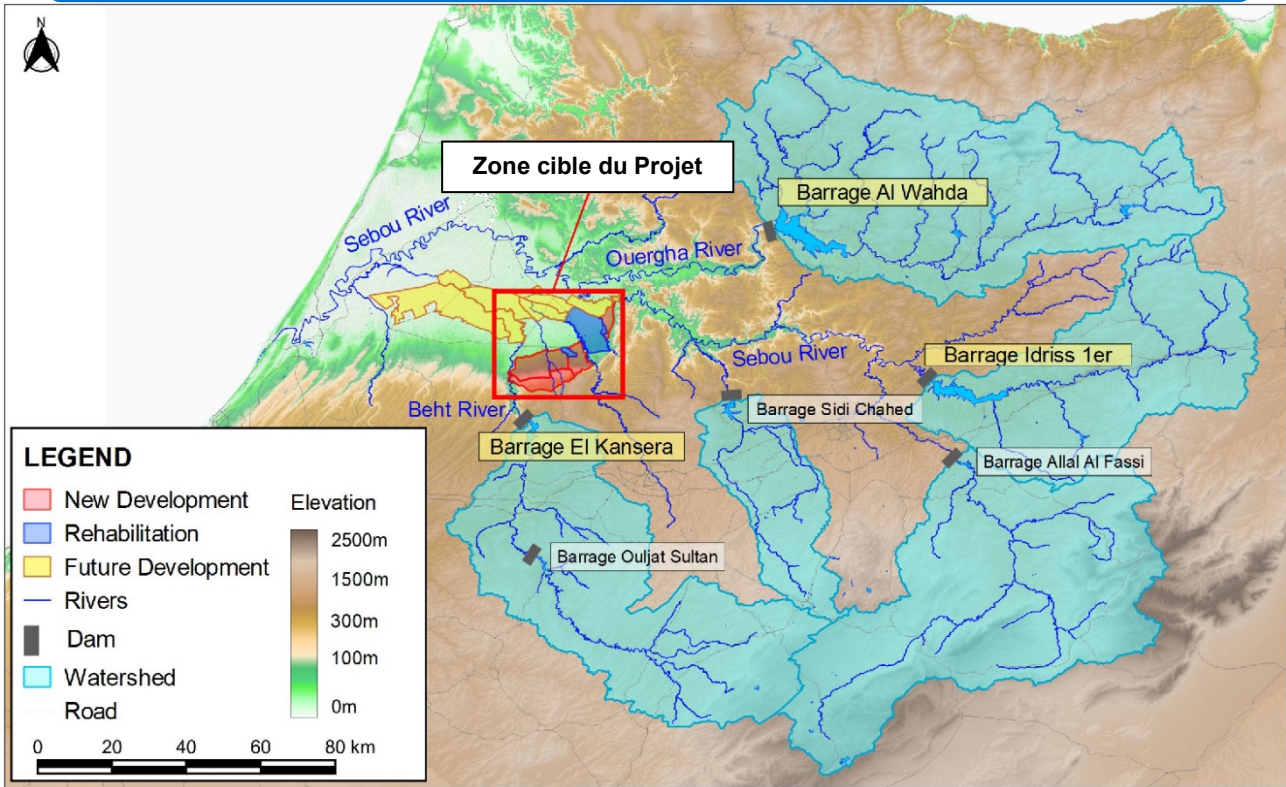 N
Zone cible du Projet
Barrage Al Wahda
Sebou River
Ouergha River
Sebou River
Barrage Idriss 1er
Barrage Sidi Chahed
Beht River
Barrage El Kansera
Barrage Allal Al Fassi
Barrage Ouljat Sultan
LEGEND
New Development
Rehabilitation
Future Development
Rivers
Dam
Watershed
Road
Elevation
2500m
1500m
300m
100m
0m
0 20 40 60 80 km